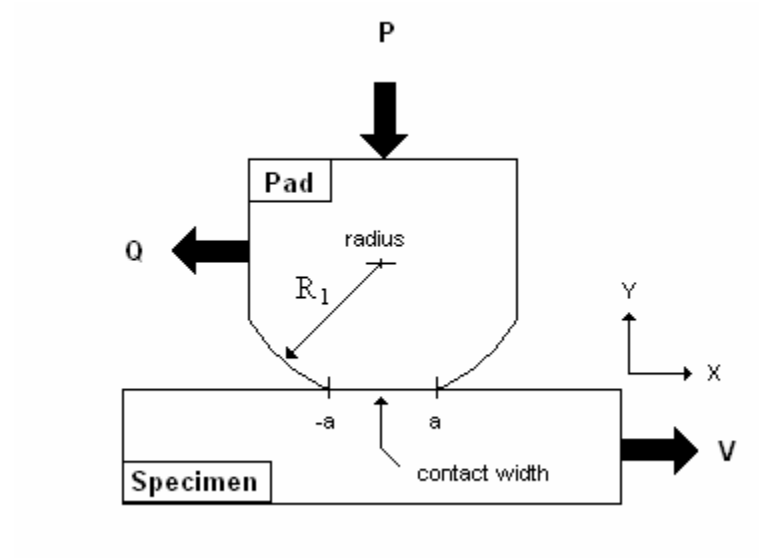 P
Pad
Q
radius
R1
Y
X
-a
a
V
contact width
Specimen